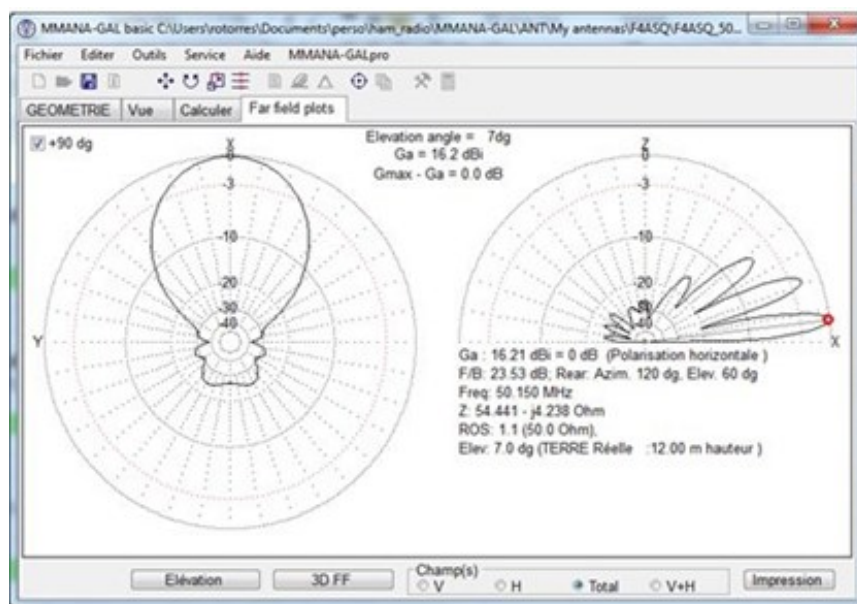 MMANA-GAL basic C:\Users\rotorres\Documents\perso\ham_radio\MMANA-GAL\ANT\My antennas\F4ASQ\F4ASQ_50...
Fichier Editer Outils Service Aide MMANA-GALpro
GEOMETRIE Vue Calculer Far field plots
+90 dg
Elevation angle = 7dg
Ga = 16.2 dBi
Gmax - Ga = 0.0 dB
X
0
-3
-10
-20
-30
-40
Y
Z
0
-3
-10
-20
-30
-40
X
Ga : 16.21 dBi = 0 dB (Polarisation horizontale )
F/B: 23.53 dB; Rear: Azim. 120 dg, Elev. 60 dg
Freq: 50.150 MHz
Z: 54.441 - j4.238 Ohm
ROS: 1.1 (50.0 Ohm),
Elev: 7.0 dg (TERRE Réelle :12.00 m hauteur )
Elévation
3D FF
Champ(s)
V H Total V+H
Impression